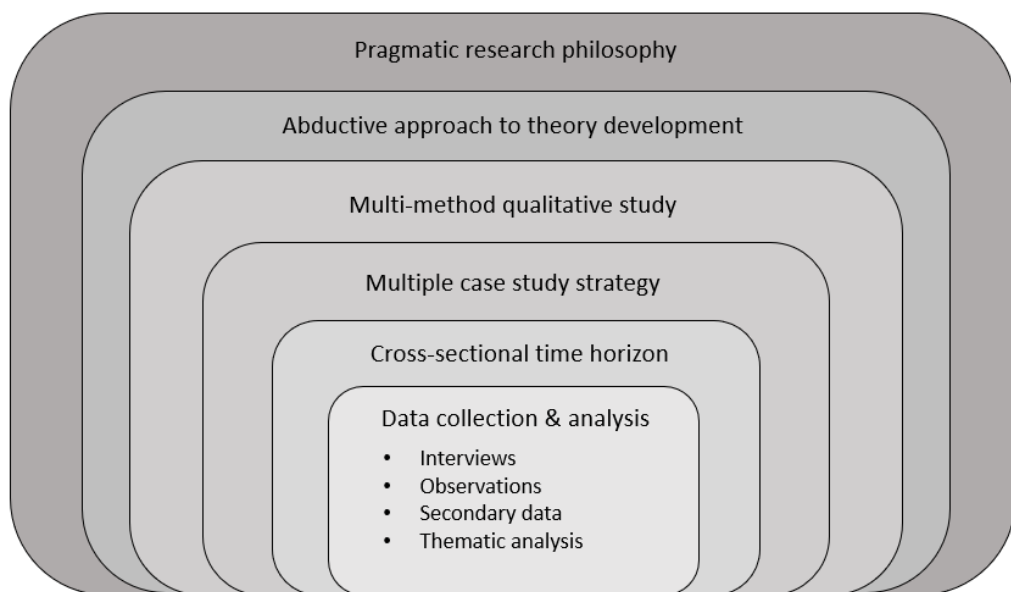 Pragmatic research philosophy
Abductive approach to theory development
Multi-method qualitative study
Multiple case study strategy
Cross-sectional time horizon
Data collection & analysis
• Interviews
• Observations
• Secondary data
• Thematic analysis